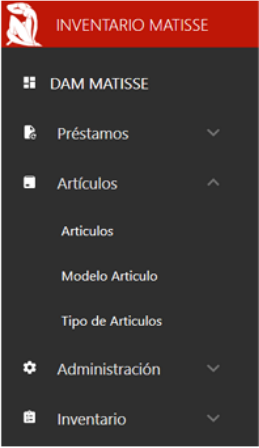 INVENTARIO MATISSE
DAM MATISSE
Préstamos
Artículos
Articulos
Modelo Articulo
Tipo de Articulos
Administración
Inventario